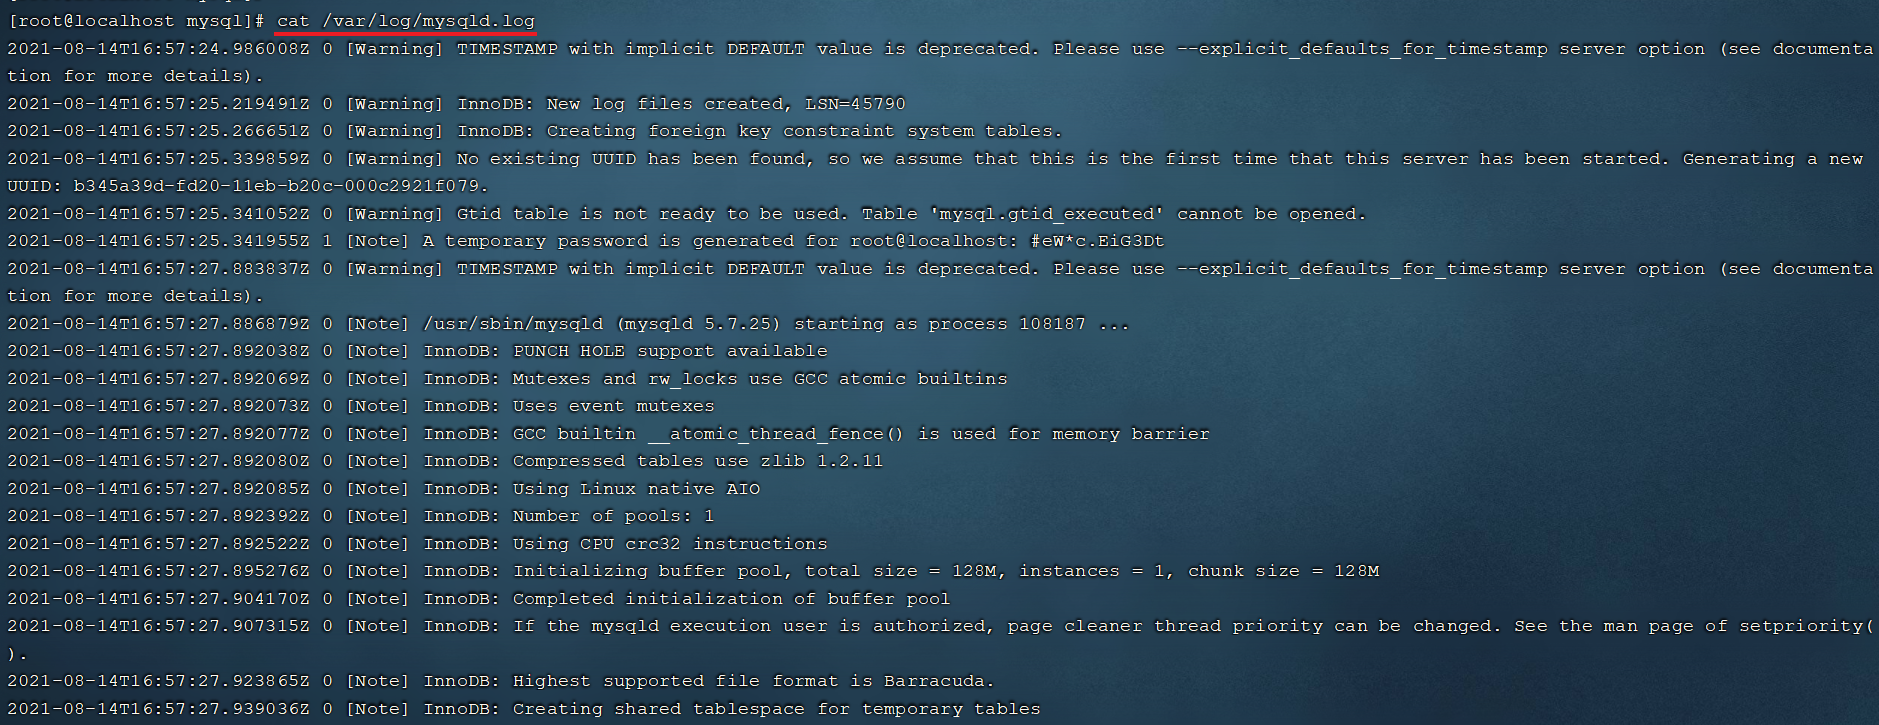 [root@localhost mysql]# cat /var/log/mysqld.log
2021-08-14T16:57:24.986008Z 0 [Warning] TIMESTAMP with implicit DEFAULT value is deprecated. Please use --explicit_defaults_for_timestamp server option (see documenta
tion for more details).
2021-08-14T16:57:25.219491Z 0 [Warning] InnoDB: New log files created, LSN=45790
2021-08-14T16:57:25.266651Z 0 [Warning] InnoDB: Creating foreign key constraint system tables.
2021-08-14T16:57:25.339859Z 0 [Warning] No existing UUID has been found, so we assume that this is the first time that this server has been started. Generating a new
UUID: b345a39d-fd20-11eb-b20c-000c2921f079.
2021-08-14T16:57:25.341052Z 0 [Warning] Gtid table is not ready to be used. Table 'mysql.gtid_executed' cannot be opened.
2021-08-14T16:57:25.341955Z 1 [Note] A temporary password is generated for root@localhost: #eW*c.EiG3Dt
2021-08-14T16:57:27.883837Z 0 [Warning] TIMESTAMP with implicit DEFAULT value is deprecated. Please use --explicit_defaults_for_timestamp server option (see documenta
tion for more details).
2021-08-14T16:57:27.886879Z 0 [Note] /usr/sbin/mysqld (mysqld 5.7.25) starting as process 108187 ...
2021-08-14T16:57:27.892038Z 0 [Note] InnoDB: PUNCH HOLE support available
2021-08-14T16:57:27.892069Z 0 [Note] InnoDB: Mutexes and rw_locks use GCC atomic builtins
2021-08-14T16:57:27.892073Z 0 [Note] InnoDB: Uses event mutexes
2021-08-14T16:57:27.892077Z 0 [Note] InnoDB: GCC builtin __atomic_thread_fence() is used for memory barrier
2021-08-14T16:57:27.892080Z 0 [Note] InnoDB: Compressed tables use zlib 1.2.11
2021-08-14T16:57:27.892085Z 0 [Note] InnoDB: Using Linux native AIO
2021-08-14T16:57:27.892392Z 0 [Note] InnoDB: Number of pools: 1
2021-08-14T16:57:27.892522Z 0 [Note] InnoDB: Using CPU crc32 instructions
2021-08-14T16:57:27.895276Z 0 [Note] InnoDB: Initializing buffer pool, total size = 128M, instances = 1, chunk size = 128M
2021-08-14T16:57:27.904170Z 0 [Note] InnoDB: Completed initialization of buffer pool
2021-08-14T16:57:27.907315Z 0 [Note] InnoDB: If the mysqld execution user is authorized, page cleaner thread priority can be changed. See the man page of setpriority(
).
2021-08-14T16:57:27.923865Z 0 [Note] InnoDB: Highest supported file format is Barracuda.
2021-08-14T16:57:27.939036Z 0 [Note] InnoDB: Creating shared tablespace for temporary tables